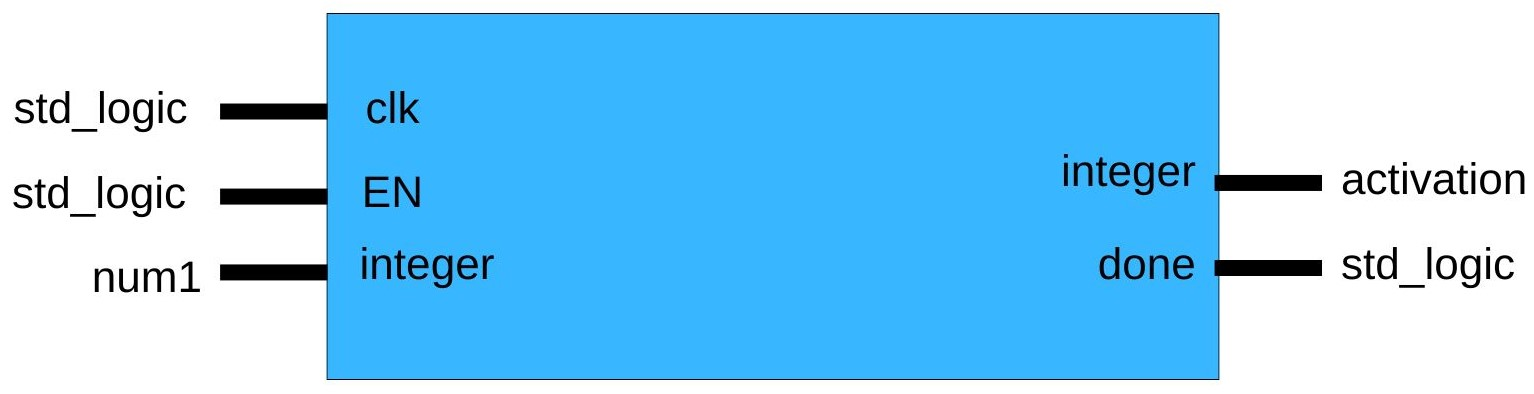 std_logic clk
std_logic EN
num1 integer
integer activation
done std_logic